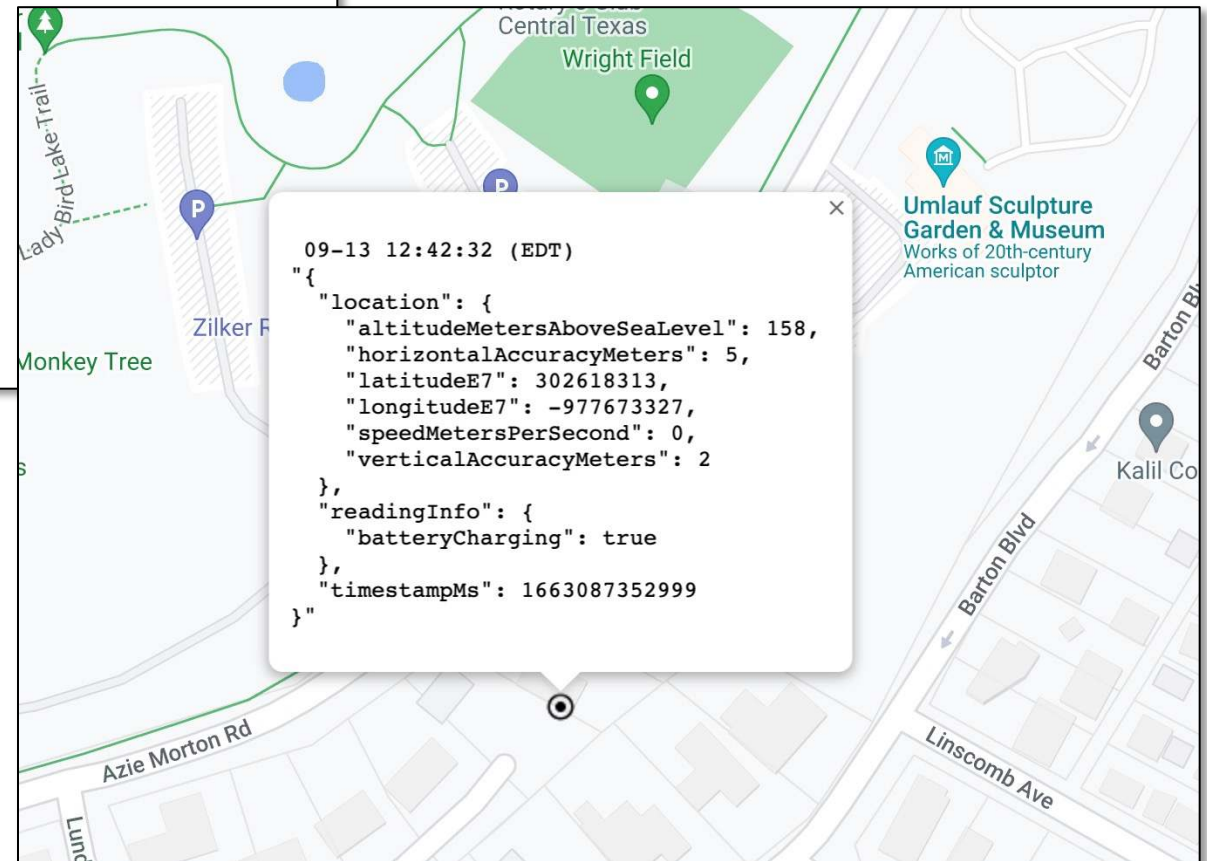 Central Texas
Wright Field
Lady-Bird-Lake-Trail
P
P
M
Umlauf Sculpture
Garden & Museum
Works of 20th-century
American sculptor
Zilker
Monkey Tree
×
09-13 12:42:32 (EDT)
"{
  "location": {
    "altitudeMetersAboveSeaLevel": 158,
    "horizontalAccuracyMeters": 5,
    "latitudeE7": 302618313,
    "longitudeE7": -977673327,
    "speedMetersPerSecond": 0,
    "verticalAccuracyMeters": 2
  },
  "readingInfo": {
    "batteryCharging": true
  },
  "timestampMs": 1663087352999
}"
Barton
Kalil Co
Barton Blvd
Azie Morton Rd
Linscomb Ave
Lund